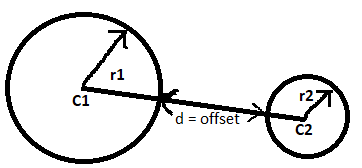 r1
r2
C1
d = offset
C2